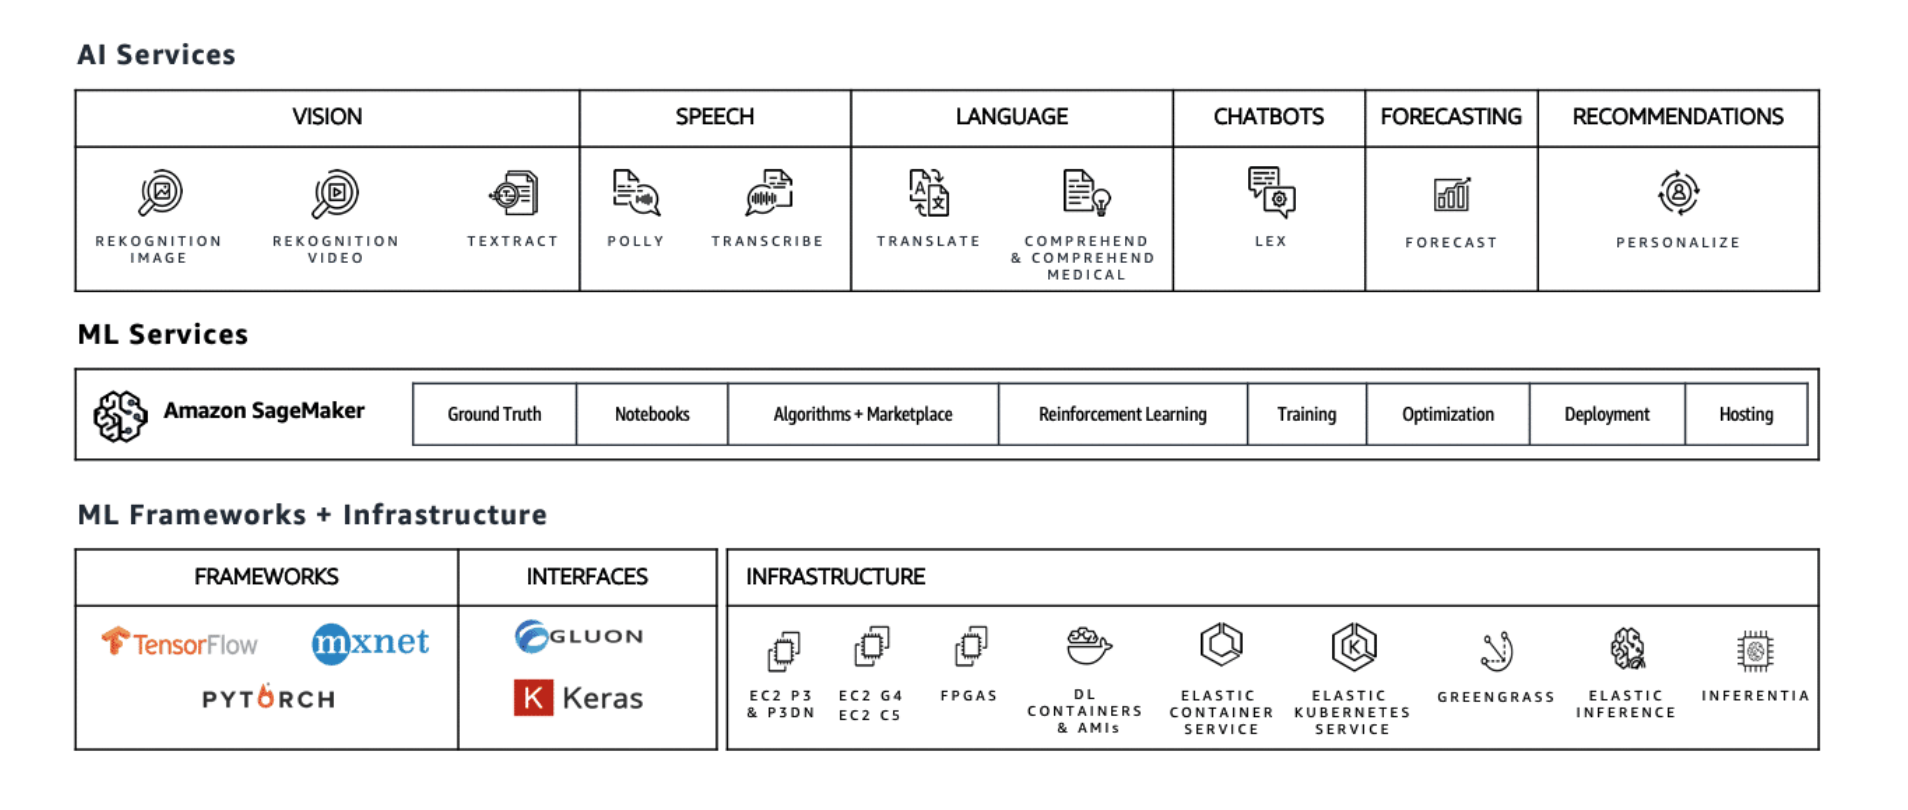 AI Services
VISION
SPEECH
LANGUAGE
CHATBOTS
FORECASTING
RECOMMENDATIONS
REKOGNITION
IMAGE
REKOGNITION
VIDEO
TEXTRACT
POLLY
TRANSCRIBE
TRANSLATE
COMPREHEND
& COMPREHEND
MEDICAL
LEX
FORECAST
PERSONALIZE
ML Services
Amazon SageMaker
Ground Truth
Notebooks
Algorithms + Marketplace
Reinforcement Learning
Training
Optimization
Deployment
Hosting
ML Frameworks + Infrastructure
FRAMEWORKS
INTERFACES
INFRASTRUCTURE
TensorFlow
mxnet
PYTORCH
GLUON
K Keras
EC2 P3
& P3DN
EC2 G4
EC2 C5
FPGAS
DL
CONTAINERS
& AMIs
ELASTIC
CONTAINER
SERVICE
K
ELASTIC
KUBERNETES
SERVICE
GREENGRASS
ELASTIC
INFERENCE
INFERENTIA